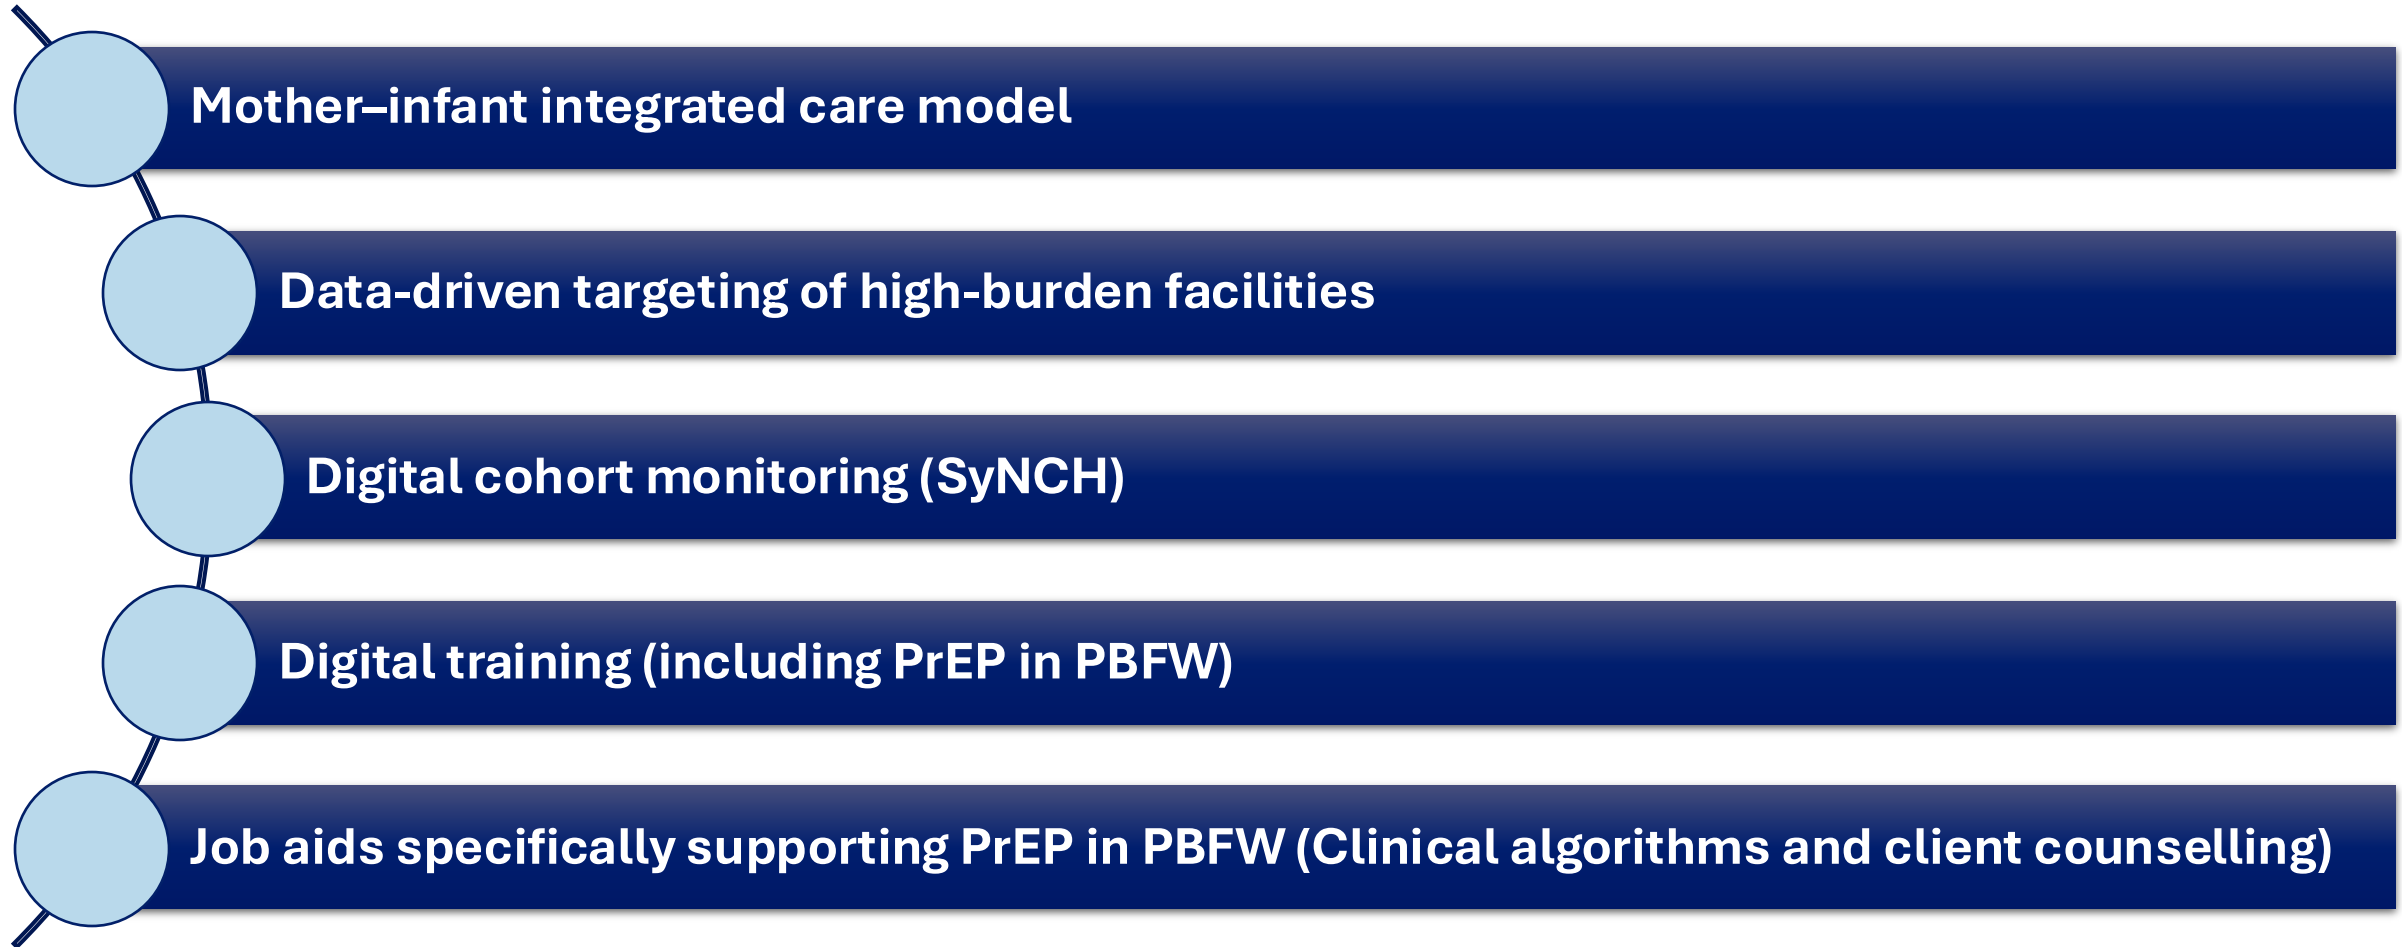 Mother–infant integrated care model
Data-driven targeting of high-burden facilities
Digital cohort monitoring (SyNCH)
Digital training (including PrEP in PBFW)
Job aids specifically supporting PrEP in PBFW (Clinical algorithms and client counselling)